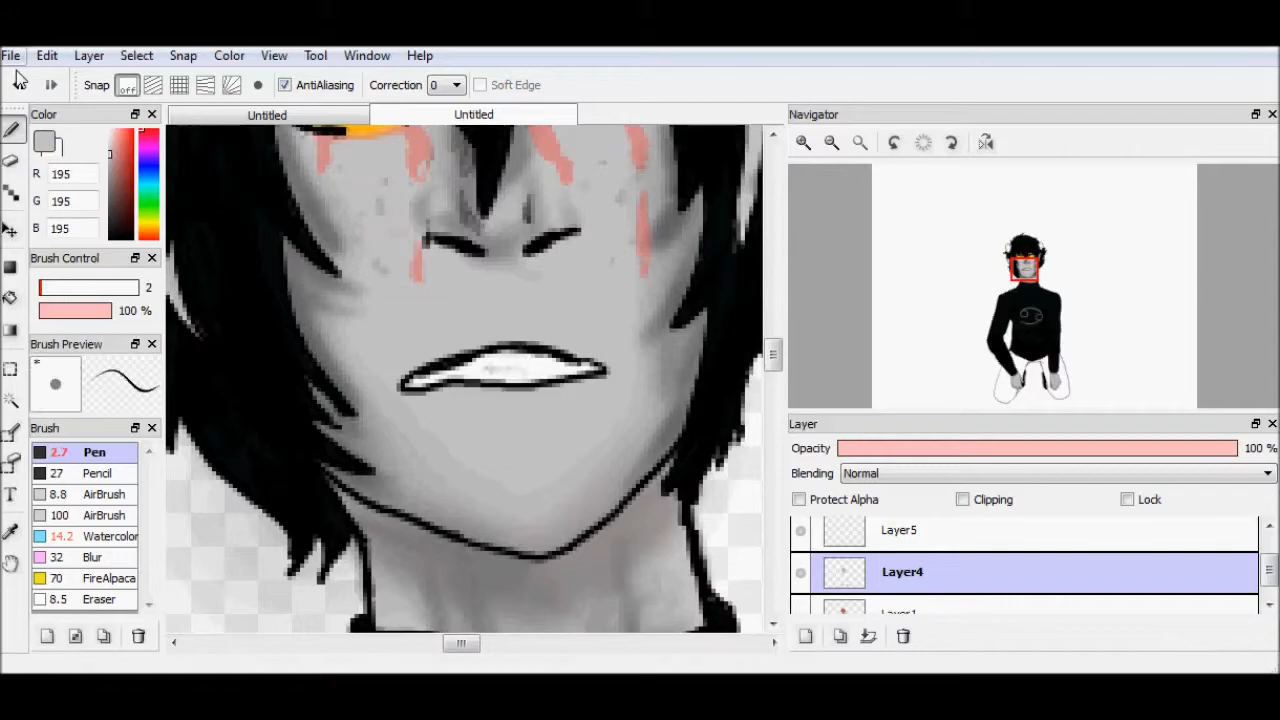 File Edit Layer Select Snap Color View Tool Window Help
Snap off AntiAliasing Correction 0 Soft Edge
Color
Untitled
Untitled
Navigator
R 195
G 195
B 195
Brush Control
2
100 %
Brush Preview
*
Brush
2.7 Pen
27 Pencil
8.8 AirBrush
100 AirBrush
14.2 Watercolor
32 Blur
70 FireAlpaca
8.5 Eraser
Layer
Opacity 100 %
Blending Normal
Protect Alpha Clipping Lock
Layer5
Layer4
Layer1